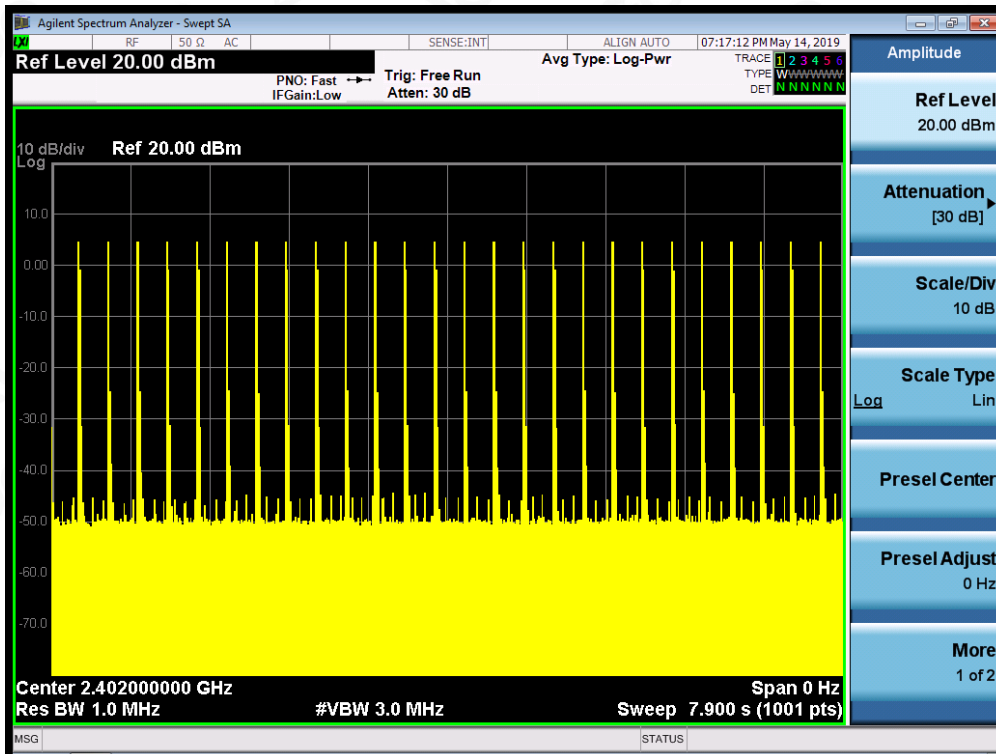 Agilent Spectrum Analyzer - Swept SA
LXI RF 50 Ω AC SENSE:INT ALIGN AUTO 07:17:12 PM May 14, 2019
Ref Level 20.00 dBm
PNO: Fast
IFGain:Low
Trig: Free Run
Atten: 30 dB
Avg Type: Log-Pwr
TRACE 1 2 3 4 5 6
TYPE WWWWWW
DET N N N N N N
10 dB/div Ref 20.00 dBm
Log
10.0
0.00
-10.0
-20.0
-30.0
-40.0
-50.0
-60.0
-70.0
Center 2.402000000 GHz Span 0 Hz
Res BW 1.0 MHz #VBW 3.0 MHz Sweep 7.900 s (1001 pts)
MSG STATUS
Amplitude
Ref Level
20.00 dBm
Attenuation
[30 dB]
Scale/Div
10 dB
Scale Type
Log Lin
Presel Center
Presel Adjust
0 Hz
More
1 of 2